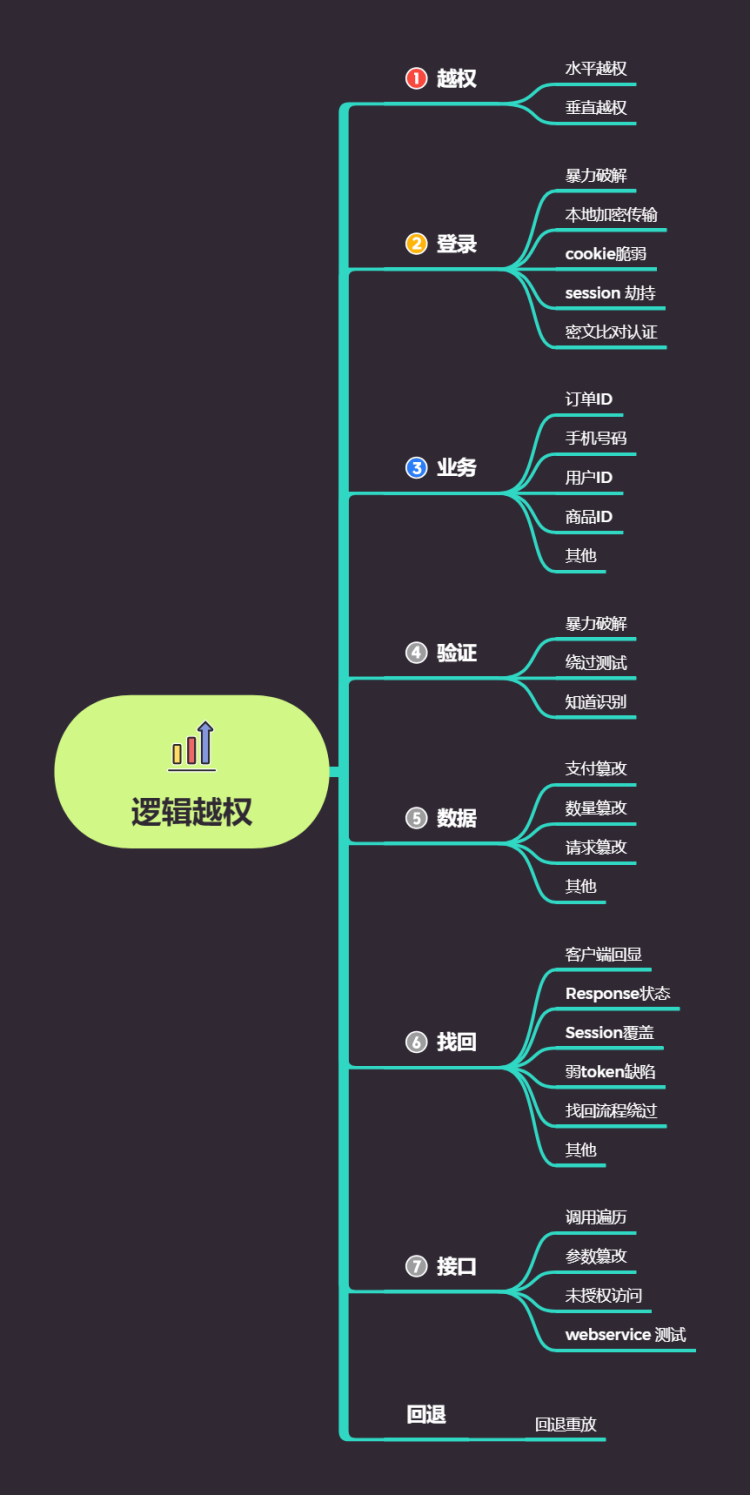 逻辑越权
1 越权
水平越权
垂直越权
2 登录
暴力破解
本地加密传输
cookie脆弱
session 劫持
密文比对认证
3 业务
订单ID
手机号码
用户ID
商品ID
其他
4 验证
暴力破解
绕过测试
知道识别
5 数据
支付篡改
数量篡改
请求篡改
其他
6 找回
客户端回显
Response状态
Session覆盖
弱token缺陷
找回流程绕过
其他
7 接口
调用遍历
参数篡改
未授权访问
webservice 测试
回退
回退重放